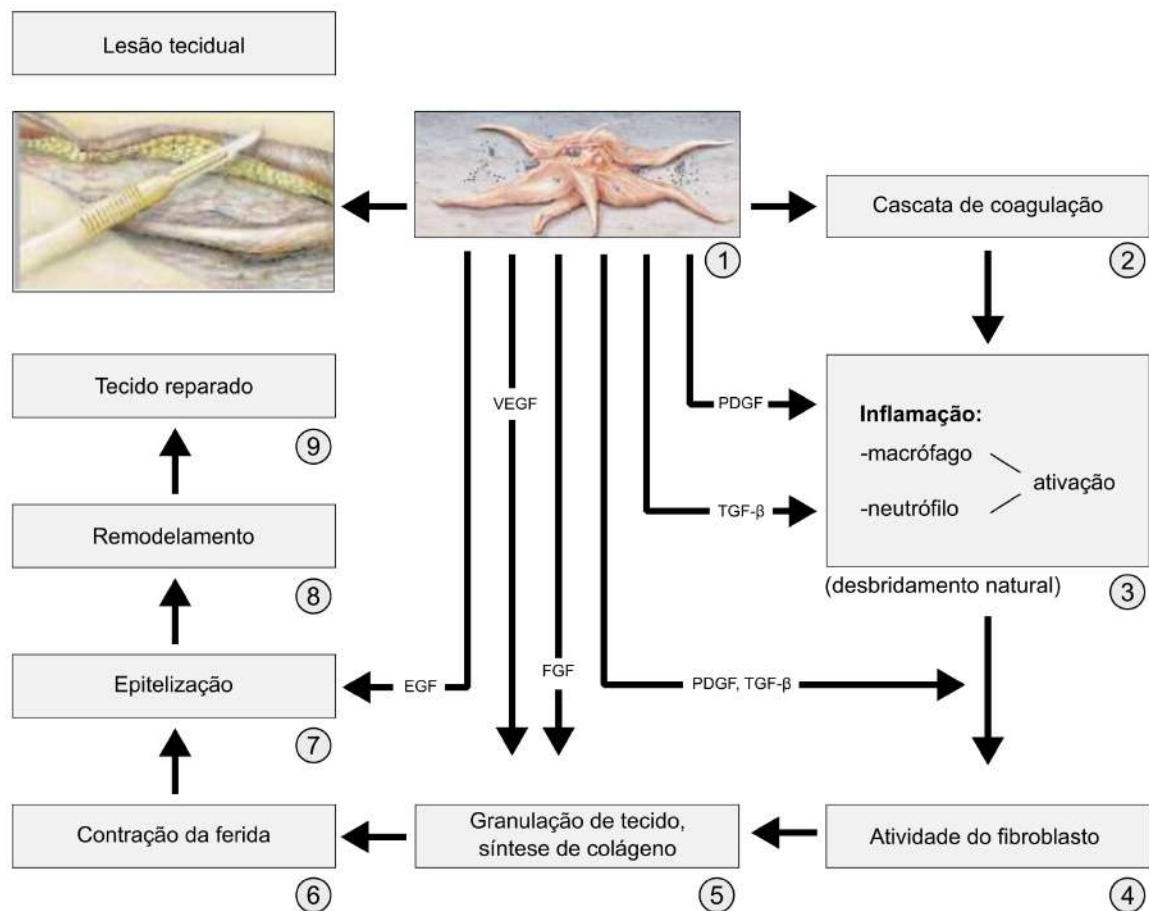 Lesão tecidual
1
Cascata de coagulação
2
Inflamação:
-macrófago
-neutrófilo
ativação
(desbridamento natural)
3
PDGF
TGF-β
PDGF, TGF-β
VEGF
FGF
EGF
Atividade do fibroblasto
4
Granulação de tecido,
síntese de colágeno
5
Contração da ferida
6
Epitelização
7
Remodelamento
8
Tecido reparado
9